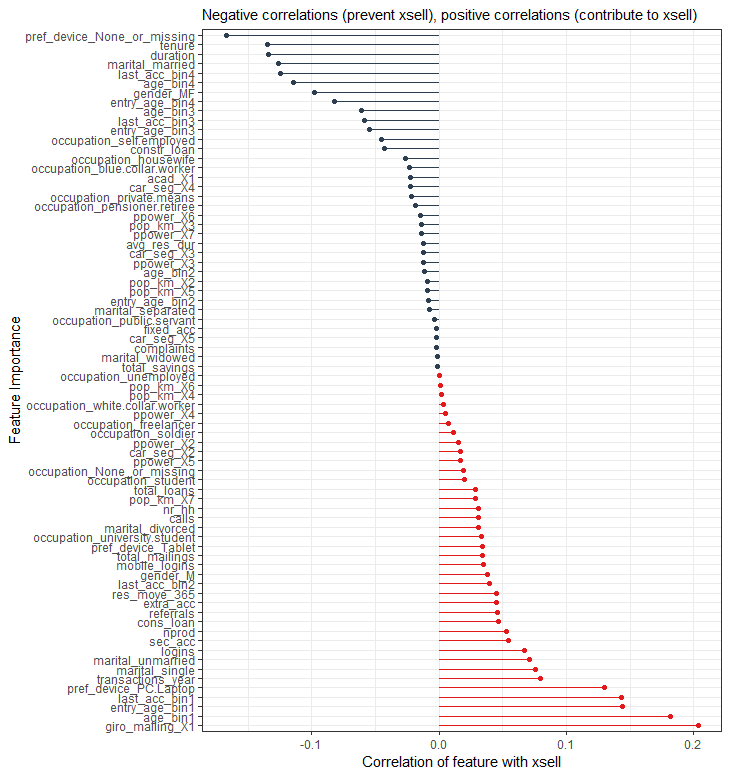 Negative correlations (prevent xsell), positive correlations (contribute to xsell)
Feature Importance
pref_device_None_or_missing
tenure
duration
marital_married
last_acc_bin4
age_bin4
gender_MF
entry_age_bin4
age_bin3
last_acc_bin3
entry_age_bin3
occupation_self.employed
constr_loan
occupation_housewife
occupation_blue.collar.worker
acad_X1
car_seg_X4
occupation_private.means
occupation_pensioner.retiree
ppower_X6
pop_km_X3
ppower_X7
avg_res_dur
car_seg_X3
ppower_X3
age_bin2
pop_km_X2
pop_km_X5
entry_age_bin2
marital_separated
occupation_public.servant
fixed_acc
car_seg_X5
complaints
marital_widowed
total_savings
occupation_unemployed
pop_km_X6
pop_km_X4
occupation_white.collar.worker
ppower_X4
occupation_freelancer
occupation_soldier
ppower_X2
car_seg_X2
ppower_X5
occupation_None_or_missing
occupation_student
total_loans
pop_km_X7
nr_hh
calls
marital_divorced
occupation_university.student
pref_device_Tablet
total_mailings
mobile_logins
gender_M
last_acc_bin2
res_move_365
extra_acc
referrals
cons_loan
nprod
sec_acc
logins
marital_unmarried
marital_single
transactions_year
pref_device_PC.Laptop
last_acc_bin1
entry_age_bin1
age_bin1
giro_mailing_X1
-0.1 0.0 0.1 0.2
Correlation of feature with xsell